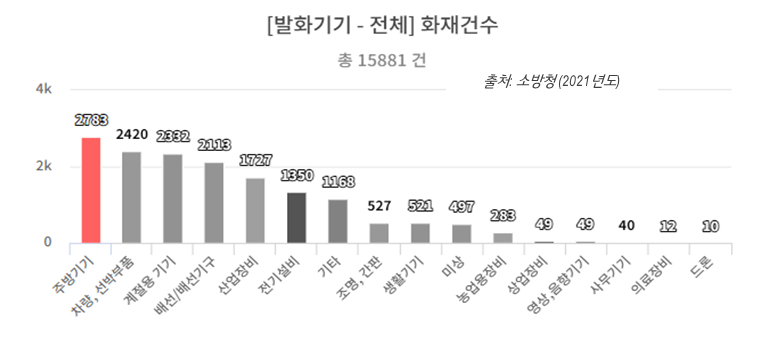 [발화기기 - 전체] 화재건수
총 15881 건
출처: 소방청(2021년도)
4k
2k
0
2783
2420
2332
2113
1727
1350
1168
527
521
497
283
49
49
40
12
10
주방기기
차량, 선박부품
계절용 기기
배선/배선기구
산업장비
전기설비
기타
조명, 간판
생활기기
미상
농업용장비
상업장비
영상,음향기기
사무기기
의료장비
드론